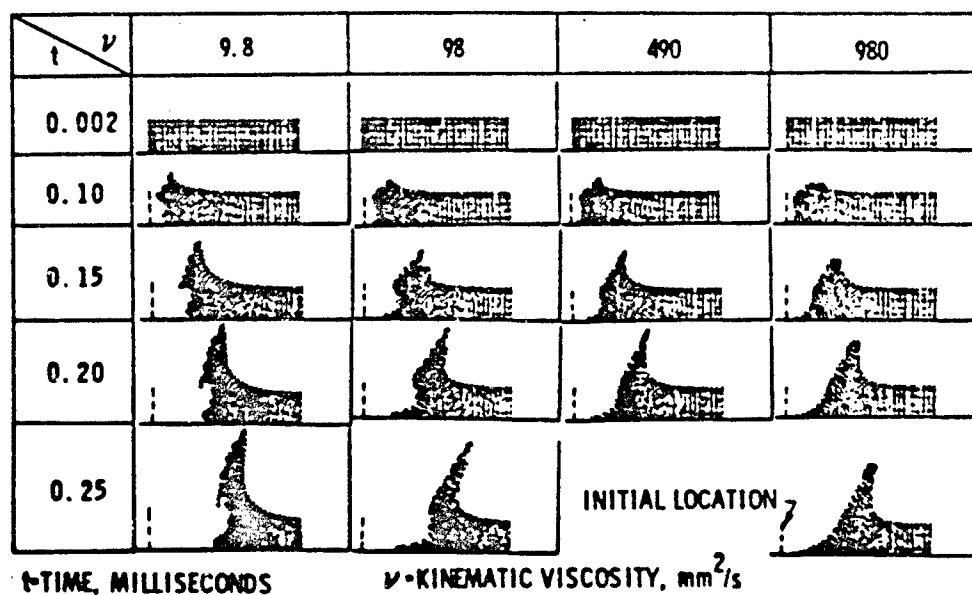 t ν 9.8 98 490 980
0.002
0.10
0.15
0.20
0.25
INITIAL LOCATION
t-TIME, MILLISECONDS ν-KINEMATIC VISCOSITY, mm²/s